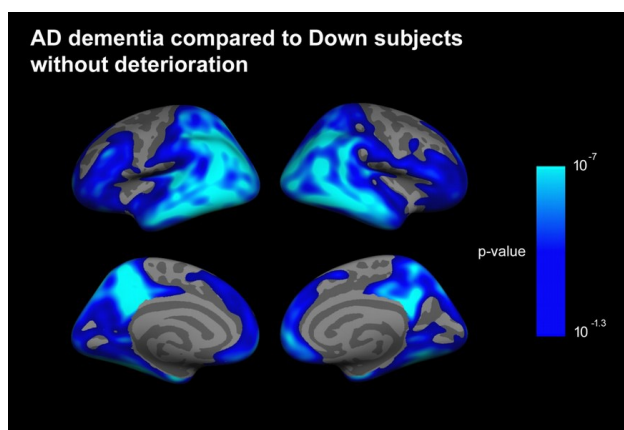 AD dementia compared to Down subjects
without deterioration
10⁻⁷
p-value
10⁻¹·³